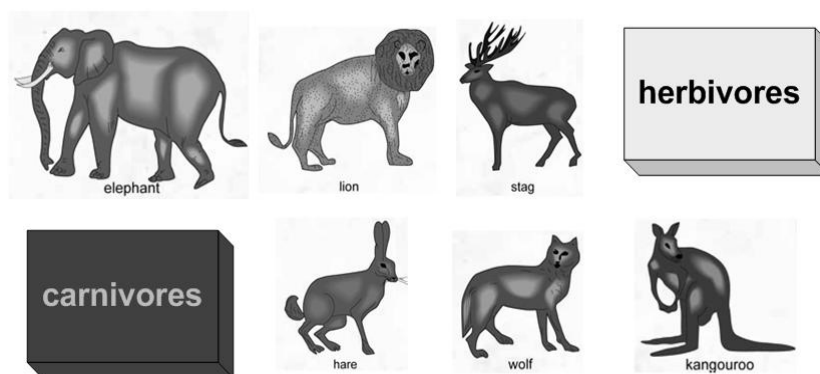 elephant
lion
stag
herbivores
carnivores
hare
wolf
kangouroo